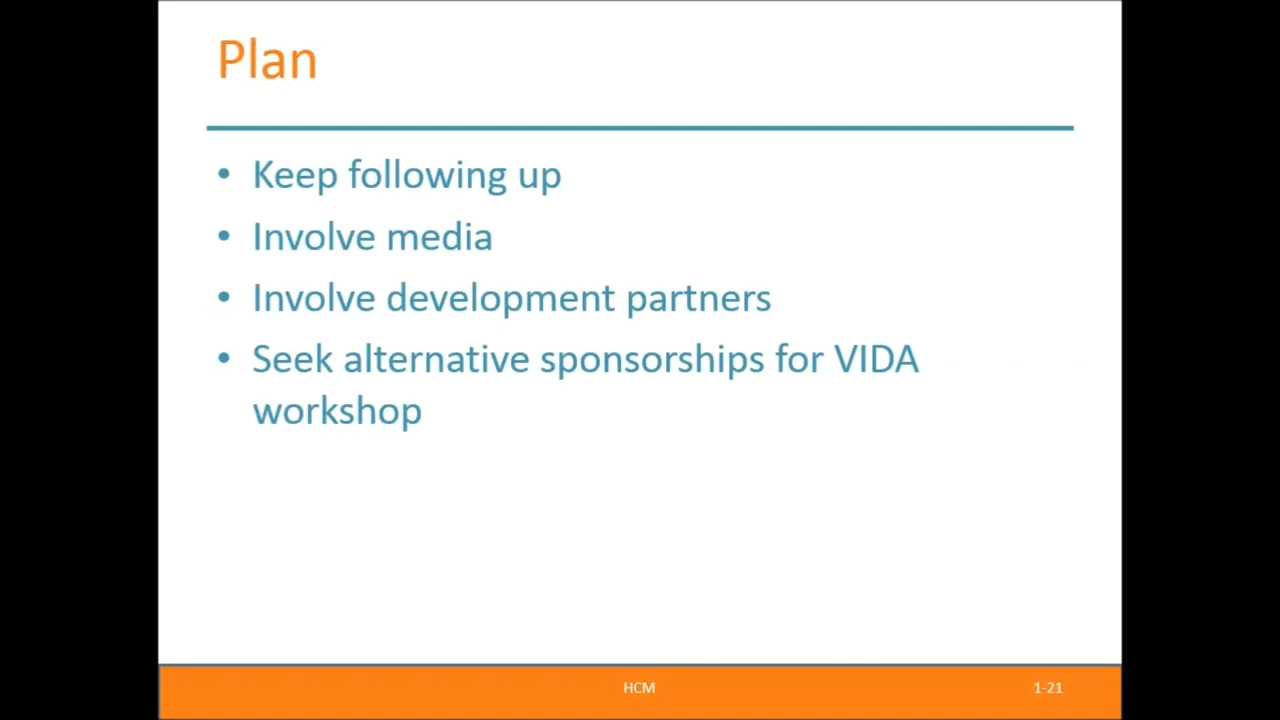 Plan
• Keep following up
• Involve media
• Involve development partners
• Seek alternative sponsorships for VIDA
workshop
HCM
1-21